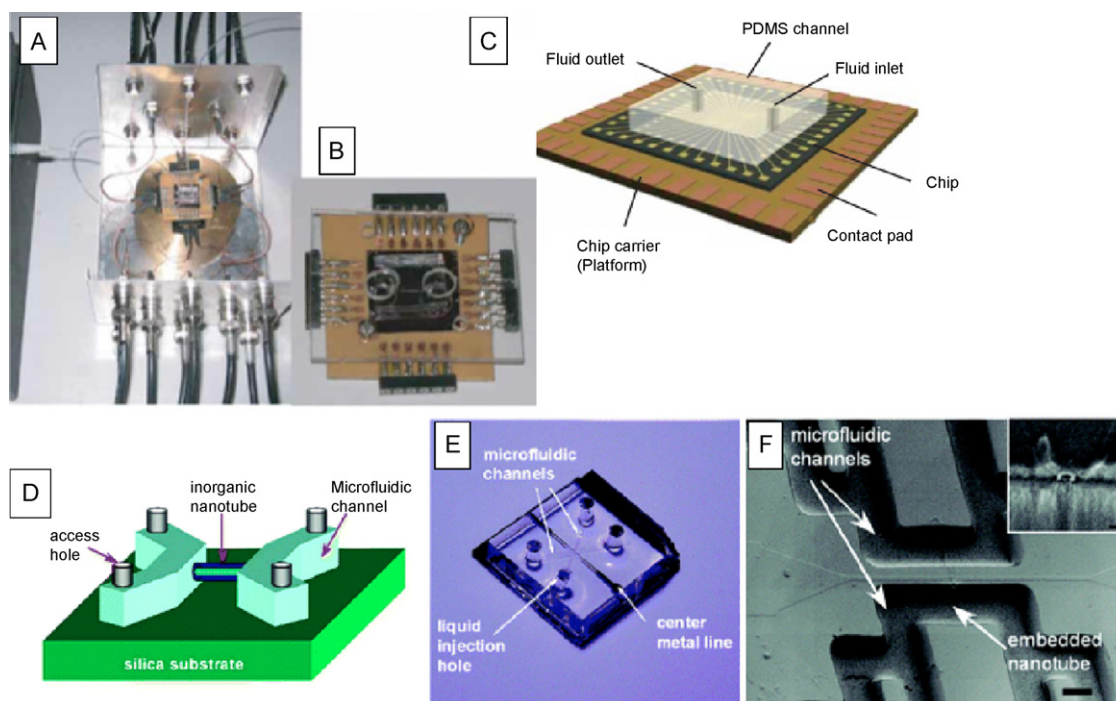 A
B
C
PDMS channel
Fluid outlet
Fluid inlet
Chip
Contact pad
Chip carrier
(Platform)
D
inorganic
nanotube
Microfluidic
channel
access
hole
silica substrate
E
microfluidic
channels
liquid
injection
hole
center
metal line
F
microfluidic
channels
embedded
nanotube